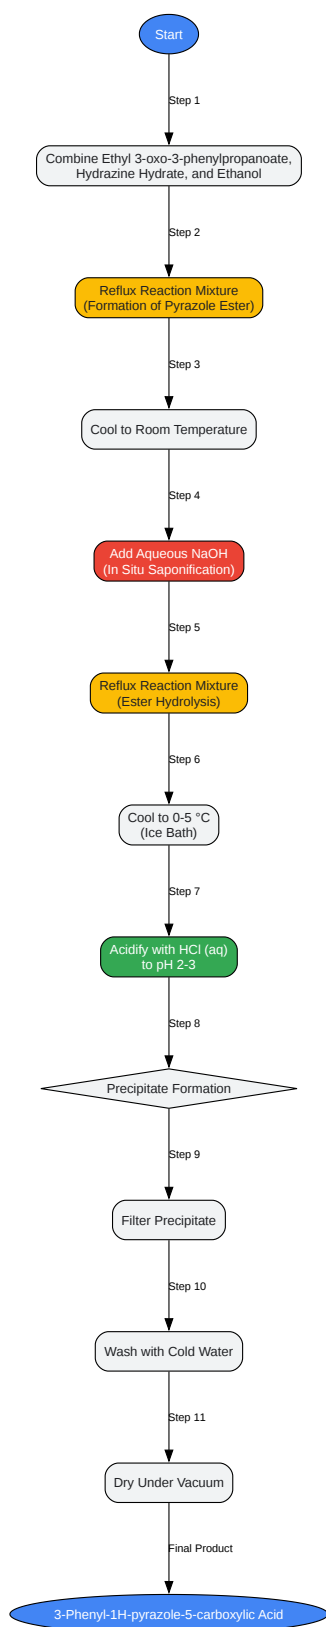 Start
Step 1
Combine Ethyl 3-oxo-3-phenylpropanoate,
Hydrazine Hydrate, and Ethanol
Step 2
Reflux Reaction Mixture
(Formation of Pyrazole Ester)
Step 3
Cool to Room Temperature
Step 4
Add Aqueous NaOH
(In Situ Saponification)
Step 5
Reflux Reaction Mixture
(Ester Hydrolysis)
Step 6
Cool to 0-5 °C
(Ice Bath)
Step 7
Acidify with HCl (aq)
to pH 2-3
Step 8
Precipitate Formation
Step 9
Filter Precipitate
Step 10
Wash with Cold Water
Step 11
Dry Under Vacuum
Final Product
3-Phenyl-1H-pyrazole-5-carboxylic Acid